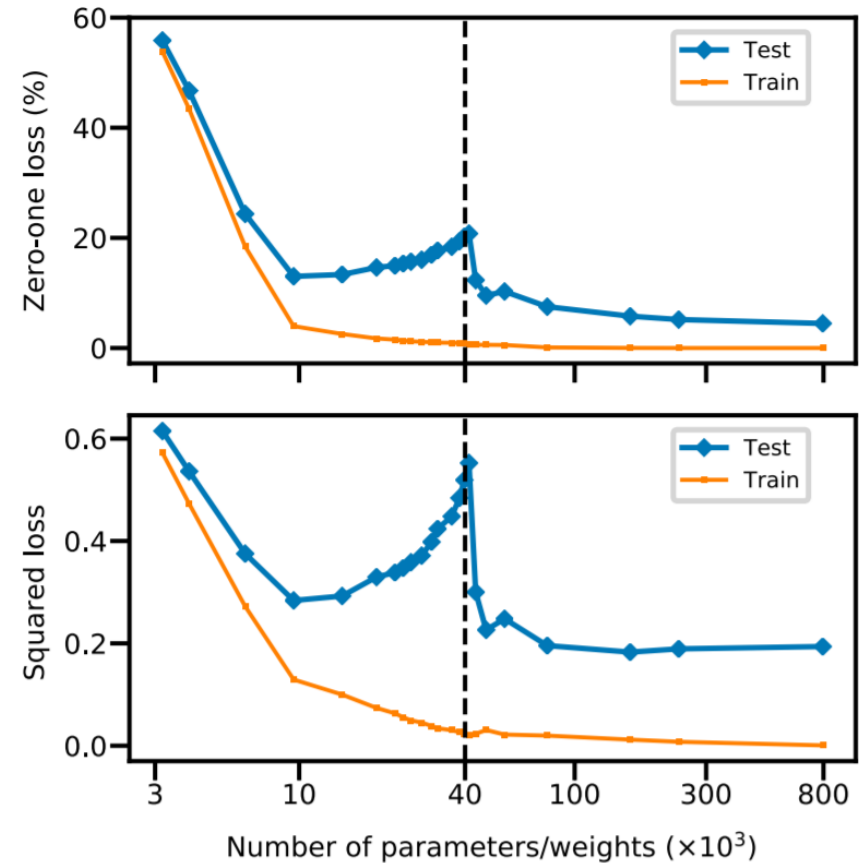 60
40
20
0
Zero-one loss (%)
Test
Train
0.6
0.4
0.2
0.0
Squared loss
Test
Train
3 10 40 100 300 800
Number of parameters/weights (×10³)